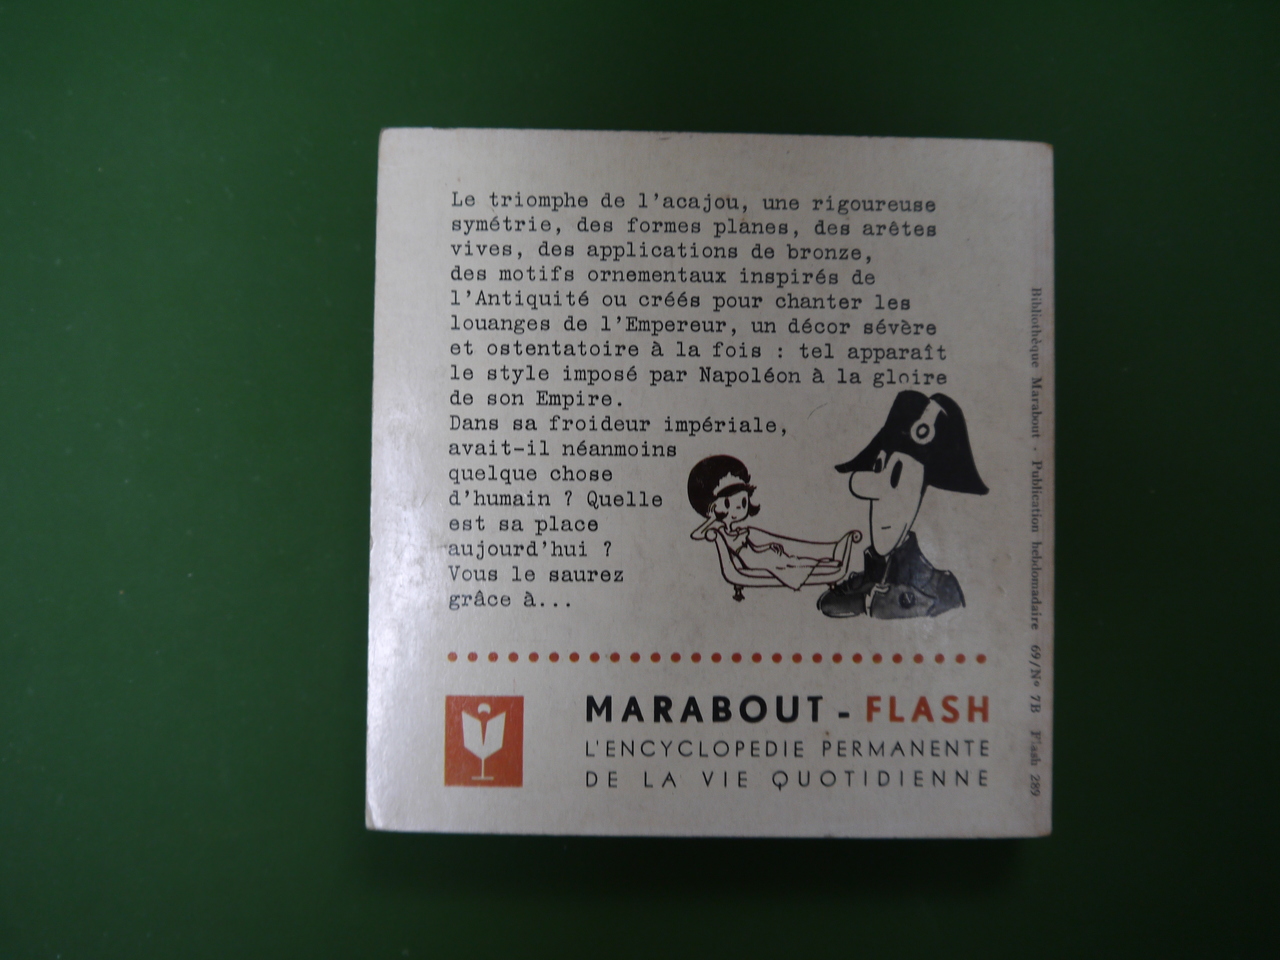 Le triomphe de l'acajou, une rigoureuse
symétrie, des formes planes, des arêtes
vives, des applications de bronze,
des motifs ornementaux inspirés de
l'Antiquité ou créés pour chanter les
louanges de l'Empereur, un décor sévère
et ostentatoire à la fois : tel apparaît
le style imposé par Napoléon à la gloire
de son Empire.
Dans sa froideur impériale,
avait-il néanmoins
quelque chose
d'humain ? Quelle
est sa place
aujourd'hui ?
Vous le saurez
grâce à...
MARABOUT - FLASH
L'ENCYCLOPEDIE PERMANENTE
DE LA VIE QUOTIDIENNE
Bibliothèque Marabout - Publication hebdomadaire 69/N° 7B Flash 289